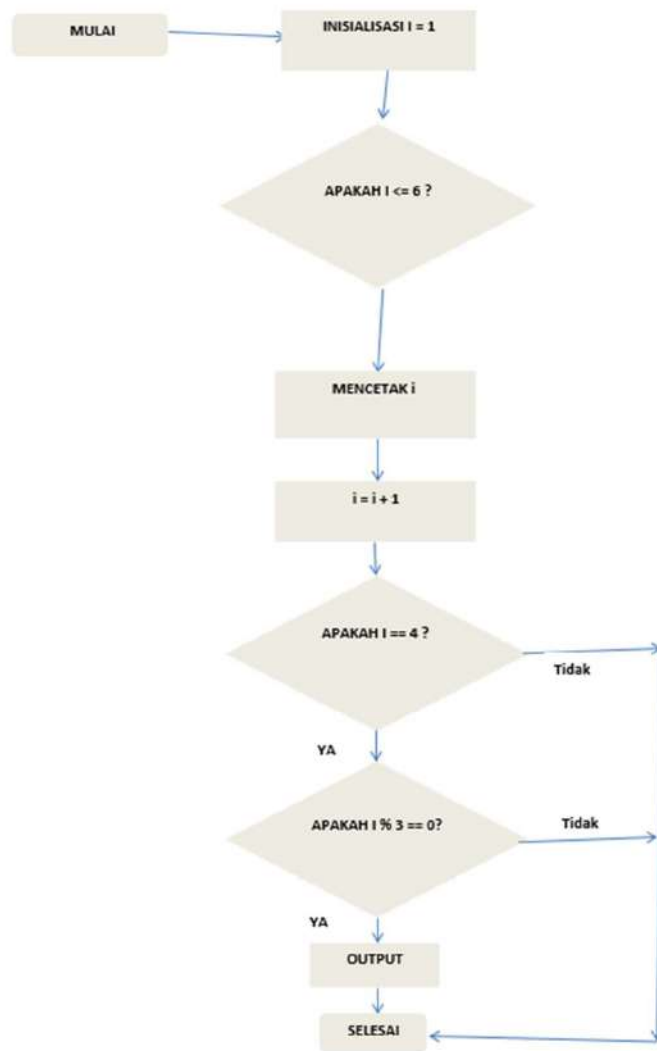 MULAI
INISIALISASI I = 1
APAKAH I <= 6 ?
MENCETAK i
i = i + 1
APAKAH I == 4 ?
Tidak
YA
APAKAH I % 3 == 0?
Tidak
YA
OUTPUT
SELESAI